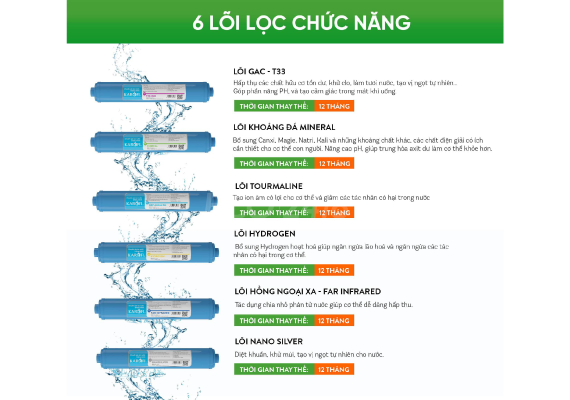 6 LÕI LỌC CHỨC NĂNG
LÕI GAC - T33
Hấp thụ các chất hữu cơ tồn dư, khử clo, làm tươi nước, tạo vị ngọt tự nhiên...
Góp phần nâng PH, và tạo cảm giác trong mát khi uống.
THỜI GIAN THAY THẾ: 12 THÁNG
LÕI KHOÁNG ĐÁ MINERAL
Bổ sung Canxi, Magie, Natri, Kali và những khoáng chất khác, các chất điện giải có ích
cần thiết cho cơ thể con người. Nâng cao pH, giúp trung hòa axit dư làm cơ thể khỏe hơn.
THỜI GIAN THAY THẾ: 12 THÁNG
LÕI TOURMALINE
Tạo ion âm có lợi cho cơ thể và giảm các tác nhân có hại trong nước
THỜI GIAN THAY THẾ: 12 THÁNG
LÕI HYDROGEN
Bổ sung Hydrogen hoạt hoá giúp ngăn ngừa lão hoá và ngăn ngừa các tác
nhân có hại trong cơ thể.
THỜI GIAN THAY THẾ: 12 THÁNG
LÕI HỒNG NGOẠI XA - FAR INFRARED
Tác dụng chia nhỏ phân tử nước giúp cơ thể dễ dàng hấp thu.
THỜI GIAN THAY THẾ: 12 THÁNG
LÕI NANO SILVER
Diệt khuẩn, khử mùi, tạo vị ngọt tự nhiên cho nước.
THỜI GIAN THAY THẾ: 12 THÁNG